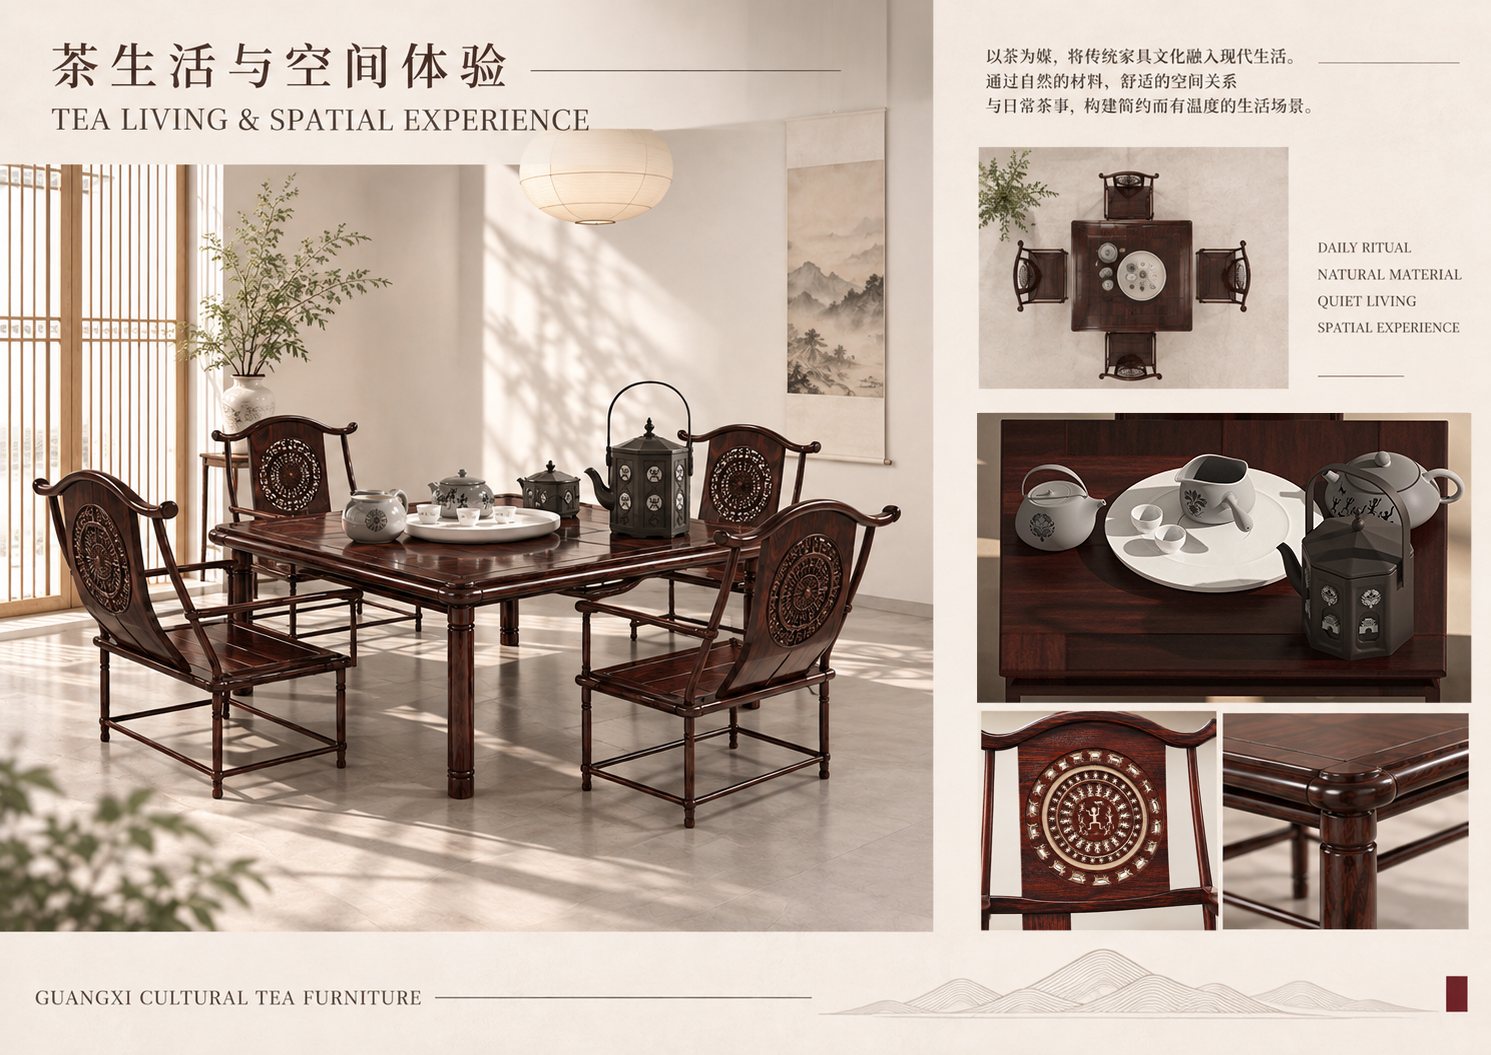 茶生活与空间体验
TEA LIVING & SPATIAL EXPERIENCE
以茶为媒，将传统家具文化融入现代生活。
通过自然的材料，舒适的空间关系
与日常茶事，构建简约而有温度的生活场景。
DAILY RITUAL
NATURAL MATERIAL
QUIET LIVING
SPATIAL EXPERIENCE
GUANGXI CULTURAL TEA FURNITURE